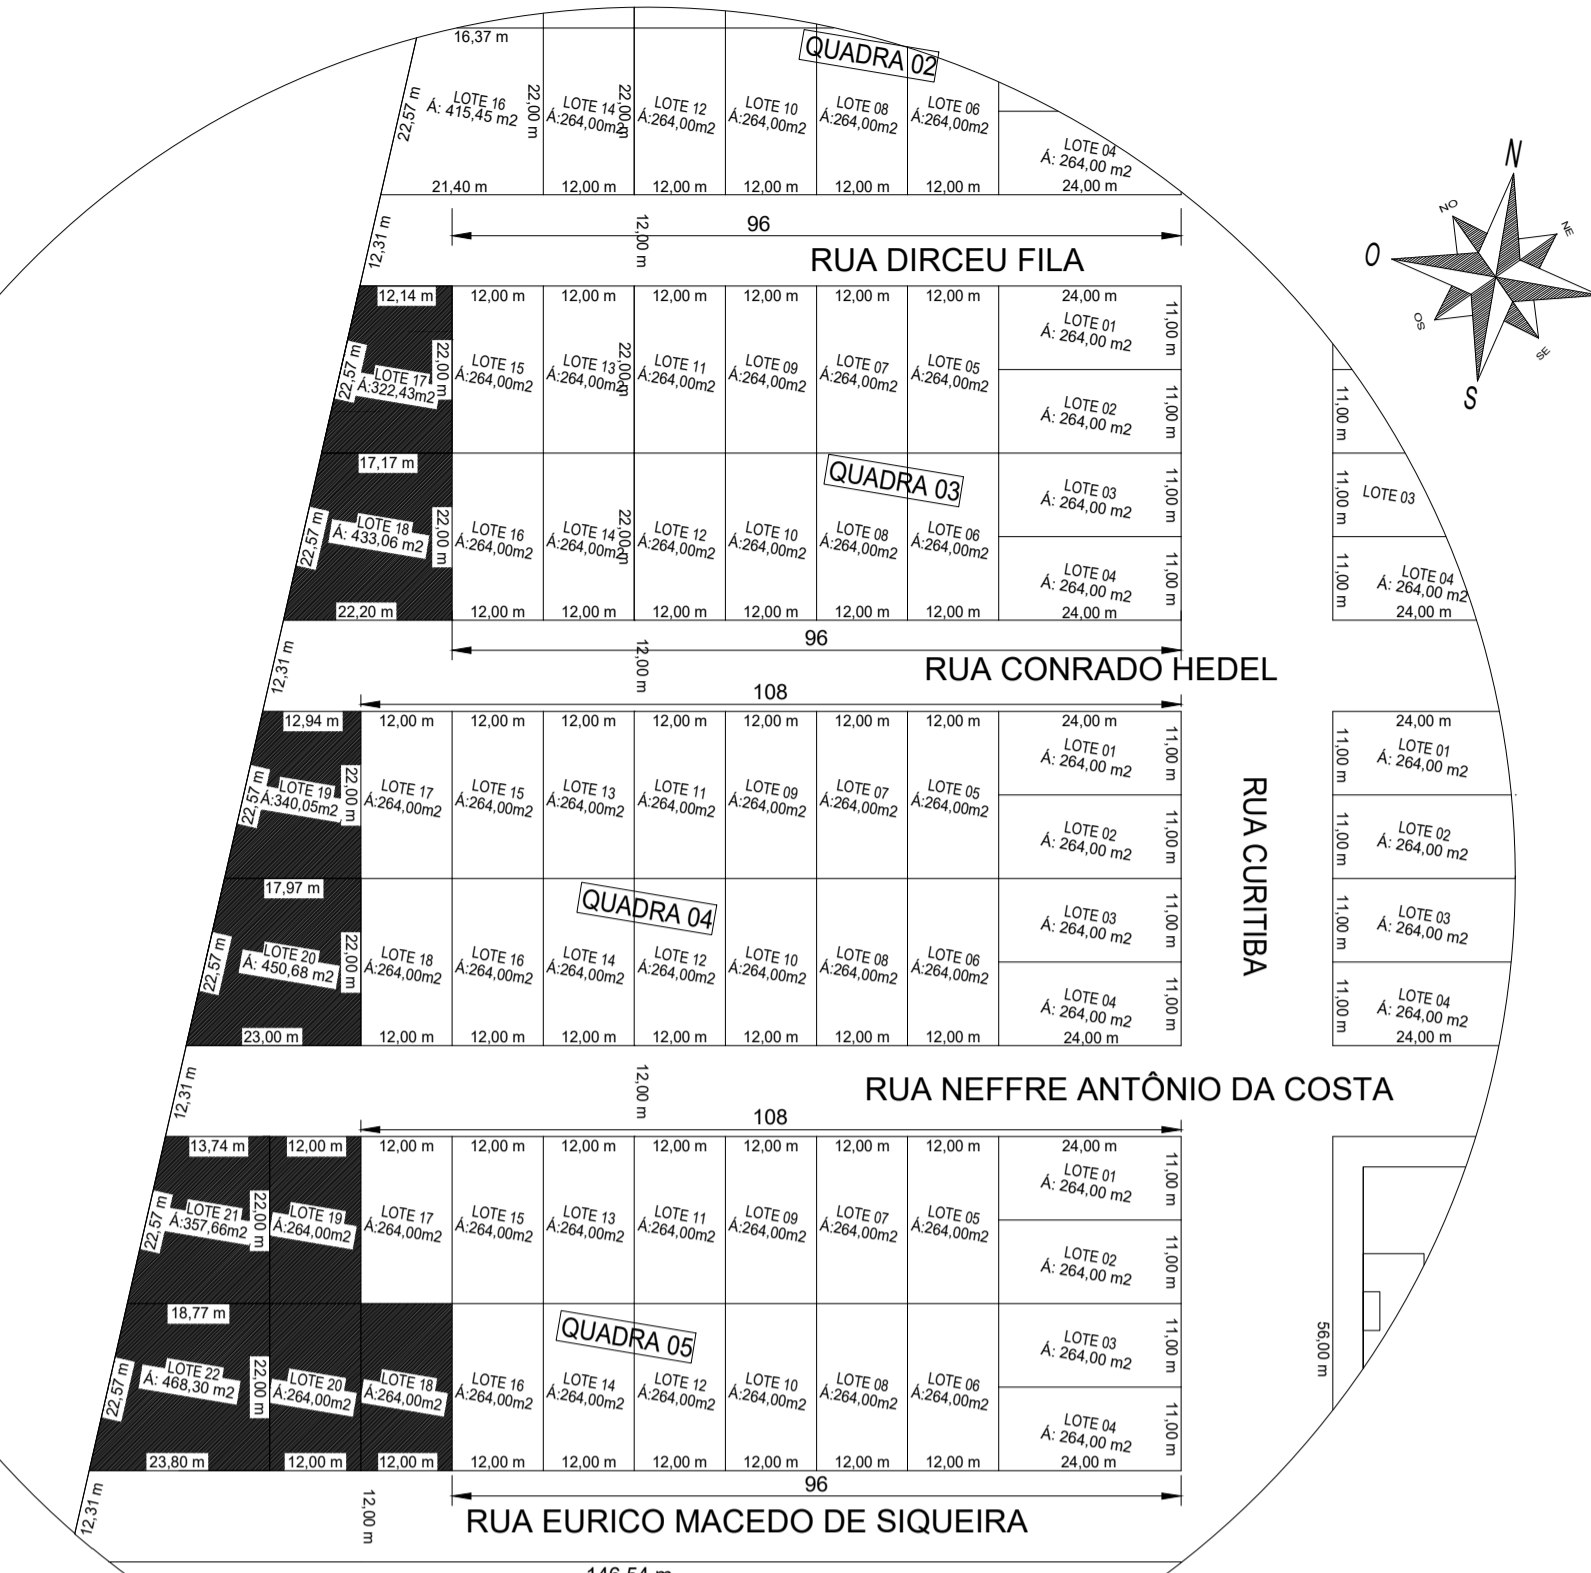 16,37 m
QUADRA 02
22,57 m
LOTE 16
Á: 415,45 m2
22,00 m
LOTE 14
Á:264,00m2
22,00 m
LOTE 12
Á:264,00m2
LOTE 10
Á:264,00m2
LOTE 08
Á:264,00m2
LOTE 06
Á:264,00m2
LOTE 04
Á: 264,00 m2
21,40 m
12,00 m
12,00 m
12,00 m
12,00 m
12,00 m
24,00 m
N
NO
NE
O
OS
SE
S
12,31 m
12,00 m
96
RUA DIRCEU FILA
12,14 m
12,00 m
12,00 m
12,00 m
12,00 m
12,00 m
24,00 m
22,57 m
LOTE 17
Á:322,43m2
22,00 m
LOTE 15
Á:264,00m2
LOTE 13
Á:264,00m2
22,00 m
LOTE 11
Á:264,00m2
LOTE 09
Á:264,00m2
LOTE 07
Á:264,00m2
LOTE 05
Á:264,00m2
LOTE 01
Á: 264,00 m2
11,00 m
LOTE 02
Á: 264,00 m2
11,00 m
11,00 m
17,17 m
QUADRA 03
22,57 m
LOTE 18
Á: 433,06 m2
22,00 m
LOTE 16
Á:264,00m2
LOTE 14
Á:264,00m2
22,00 m
LOTE 12
Á:264,00m2
LOTE 10
Á:264,00m2
LOTE 08
Á:264,00m2
LOTE 06
Á:264,00m2
LOTE 03
Á: 264,00 m2
11,00 m
11,00 m
LOTE 03
LOTE 04
Á: 264,00 m2
11,00 m
11,00 m
LOTE 04
Á: 264,00 m2
22,20 m
12,00 m
12,00 m
12,00 m
12,00 m
12,00 m
12,00 m
24,00 m
24,00 m
12,31 m
12,00 m
96
RUA CONRADO HEDEL
108
12,94 m
12,00 m
12,00 m
12,00 m
12,00 m
12,00 m
12,00 m
12,00 m
24,00 m
24,00 m
22,57 m
LOTE 19
Á:340,05m2
22,00 m
LOTE 17
Á:264,00m2
LOTE 15
Á:264,00m2
LOTE 13
Á:264,00m2
LOTE 11
Á:264,00m2
LOTE 09
Á:264,00m2
LOTE 07
Á:264,00m2
LOTE 05
Á:264,00m2
LOTE 01
Á: 264,00 m2
11,00 m
11,00 m
LOTE 01
Á: 264,00 m2
LOTE 02
Á: 264,00 m2
11,00 m
RUA CURITIBA
11,00 m
LOTE 02
Á: 264,00 m2
17,97 m
QUADRA 04
22,57 m
LOTE 20
Á: 450,68 m2
22,00 m
LOTE 18
Á:264,00m2
LOTE 16
Á:264,00m2
LOTE 14
Á:264,00m2
LOTE 12
Á:264,00m2
LOTE 10
Á:264,00m2
LOTE 08
Á:264,00m2
LOTE 06
Á:264,00m2
LOTE 03
Á: 264,00 m2
11,00 m
11,00 m
LOTE 03
Á: 264,00 m2
LOTE 04
Á: 264,00 m2
11,00 m
11,00 m
LOTE 04
Á: 264,00 m2
23,00 m
12,00 m
12,00 m
12,00 m
12,00 m
12,00 m
12,00 m
12,00 m
24,00 m
24,00 m
12,31 m
12,00 m
RUA NEFFRE ANTÔNIO DA COSTA
108
13,74 m
12,00 m
12,00 m
12,00 m
12,00 m
12,00 m
12,00 m
12,00 m
12,00 m
24,00 m
22,57 m
LOTE 21
Á:357,66m2
22,00 m
LOTE 19
Á:264,00m2
LOTE 17
Á:264,00m2
LOTE 15
Á:264,00m2
LOTE 13
Á:264,00m2
LOTE 11
Á:264,00m2
LOTE 09
Á:264,00m2
LOTE 07
Á:264,00m2
LOTE 05
Á:264,00m2
LOTE 01
Á: 264,00 m2
11,00 m
LOTE 02
Á: 264,00 m2
11,00 m
18,77 m
QUADRA 05
22,57 m
LOTE 22
Á: 468,30 m2
22,00 m
LOTE 20
Á:264,00m2
LOTE 18
Á:264,00m2
LOTE 16
Á:264,00m2
LOTE 14
Á:264,00m2
LOTE 12
Á:264,00m2
LOTE 10
Á:264,00m2
LOTE 08
Á:264,00m2
LOTE 06
Á:264,00m2
LOTE 03
Á: 264,00 m2
11,00 m
56,00 m
LOTE 04
Á: 264,00 m2
11,00 m
23,80 m
12,00 m
12,00 m
12,00 m
12,00 m
12,00 m
12,00 m
12,00 m
12,00 m
24,00 m
12,31 m
12,00 m
96
RUA EURICO MACEDO DE SIQUEIRA
146,54 m